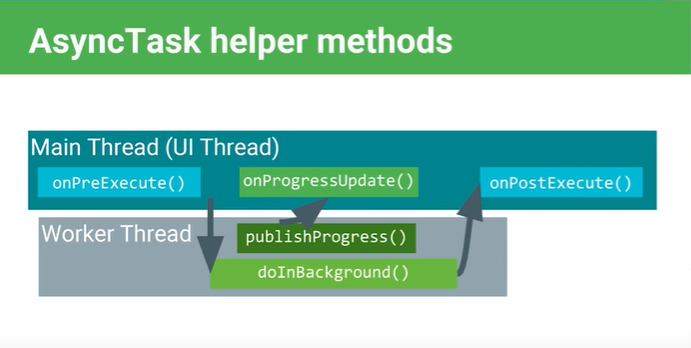 AsyncTask helper methods
Main Thread (UI Thread)
onPreExecute()
onProgressUpdate()
onPostExecute()
Worker Thread
publishProgress()
doInBackground()